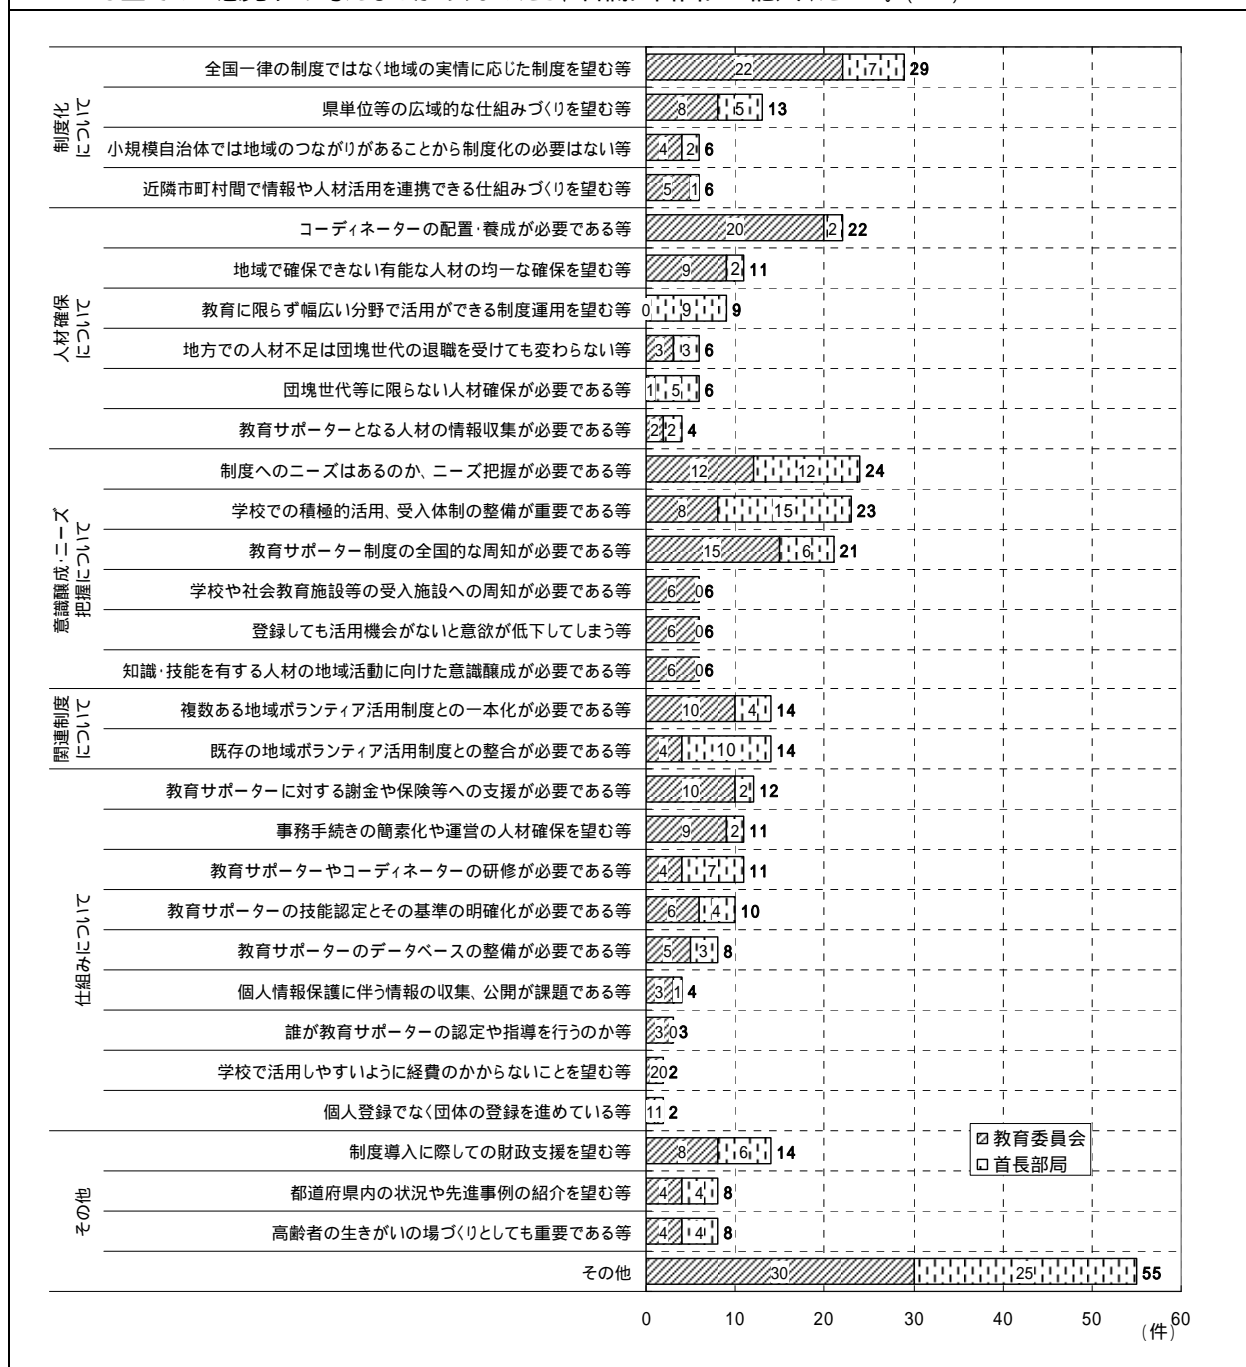 制度化
について
全国一律の制度ではなく地域の実情に応じた制度を望む等 22 7 29
県単位等の広域的な仕組みづくりを望む等 8 5 13
小規模自治体では地域のつながりがあることから制度化の必要はない等 4 2 6
近隣市町村間で情報や人材活用を連携できる仕組みづくりを望む等 5 1 6
人材確保
について
コーディネーターの配置・養成が必要である等 20 2 22
地域で確保できない有能な人材の均一な確保を望む等 9 2 11
教育に限らず幅広い分野で活用ができる制度運用を望む等 0 9 9
地方での人材不足は団塊世代の退職を受けても変わらない等 3 3 6
団塊世代等に限らない人材確保が必要である等 1 5 6
教育サポーターとなる人材の情報収集が必要である等 2 2 4
意識醸成・ニーズ
把握について
制度へのニーズはあるのか、ニーズ把握が必要である等 12 12 24
学校での積極的活用、受入体制の整備が重要である等 8 15 23
教育サポーター制度の全国的な周知が必要である等 15 6 21
学校や社会教育施設等の受入施設への周知が必要である等 6 0 6
登録しても活用機会がないと意欲が低下してしまう等 6 0 6
知識・技能を有する人材の地域活動に向けた意識醸成が必要である等 6 0 6
関連制度
について
複数ある地域ボランティア活用制度との一本化が必要である等 10 4 14
既存の地域ボランティア活用制度との整合が必要である等 4 10 14
仕組みについて
教育サポーターに対する謝金や保険等への支援が必要である等 10 2 12
事務手続きの簡素化や運営の人材確保を望む等 9 2 11
教育サポーターやコーディネーターの研修が必要である等 4 7 11
教育サポーターの技能認定とその基準の明確化が必要である等 6 4 10
教育サポーターのデータベースの整備が必要である等 5 3 8
個人情報保護に伴う情報の収集、公開が課題である等 3 1 4
誰が教育サポーターの認定や指導を行うのか等 3 0 3
学校で活用しやすいように経費のかからないことを望む等 2 0 2
個人登録でなく団体の登録を進めている等 1 1 2
その他
制度導入に際しての財政支援を望む等 8 6 14
都道府県内の状況や先進事例の紹介を望む等 4 4 8
高齢者の生きがいの場づくりとしても重要である等 4 4 8
その他 30 25 55
教育委員会
首長部局
0 10 20 30 40 50 60
(件)